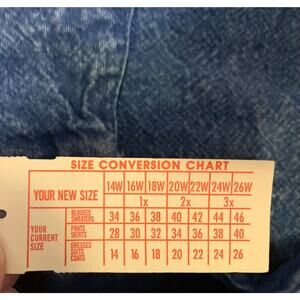 SIZE CONVERSION CHART
YOUR NEW SIZE 14W 16W 18W 20W 22W 24W 26W
1x 2x 3x
YOUR CURRENT SIZE
BLOUSES SWEATERS 34 36 38 40 42 44 46
PANTS SKIRTS 28 30 32 34 36 38 40
DRESSES SUITS COATS 14 16 18 20 22 24 26